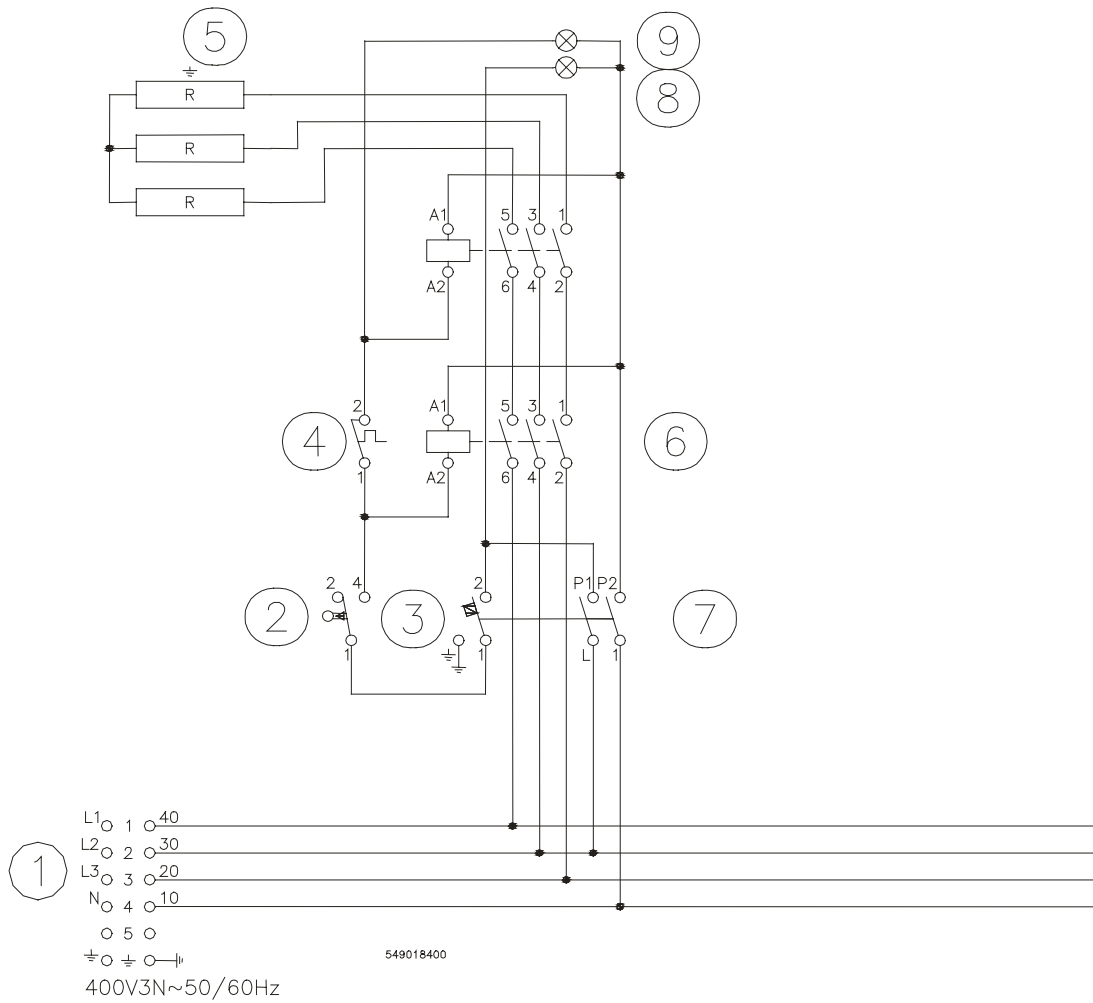 5
9
8
R
R
R
A1 5 3 1
A2 6 4 2
2 A1 5 3 1
4 6
1 A2 6 4 2
2 4 2 P1 P2
2 3 7
1 1 L 1
L1 1 40
L2 2 30
1
L3 3 20
N 4 10
5
549018400
400V3N~50/60Hz